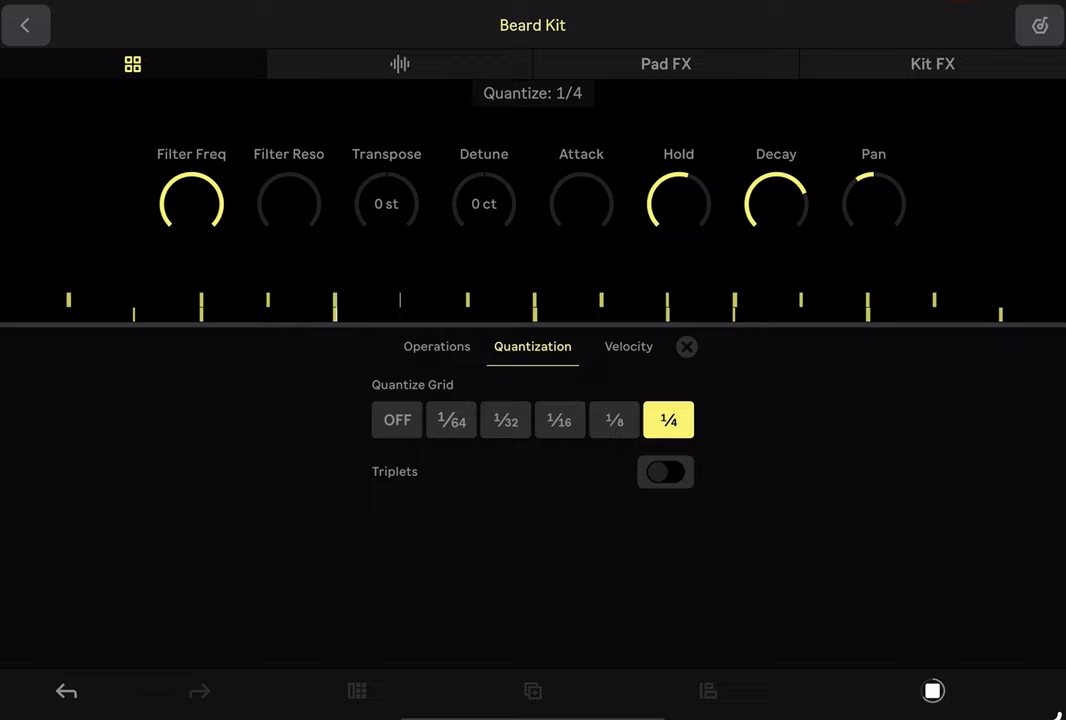 Beard Kit
Pad FX
Kit FX
Quantize: 1/4
Filter Freq
Filter Reso
Transpose
Detune
Attack
Hold
Decay
Pan
0 st
0 ct
Operations
Quantization
Velocity
Quantize Grid
OFF
1/64
1/32
1/16
1/8
1/4
Triplets